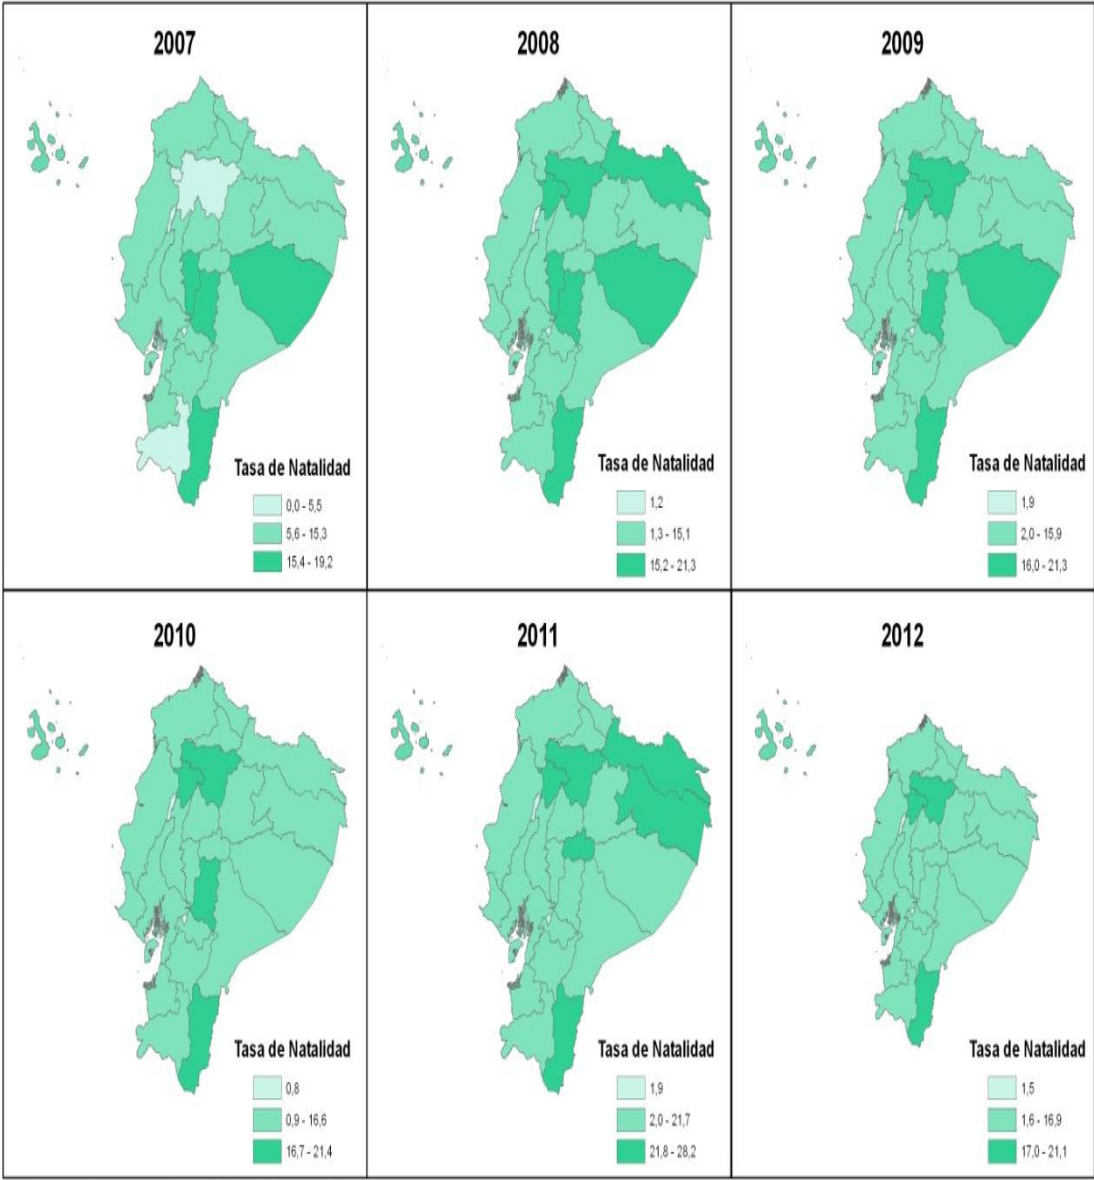 2007
Tasa de Natalidad
0,0 - 5,5
5,6 - 15,3
15,4 - 19,2
2008
Tasa de Natalidad
1,2
1,3 - 15,1
15,2 - 21,3
2009
Tasa de Natalidad
1,9
2,0 - 15,9
16,0 - 21,3
2010
Tasa de Natalidad
0,8
0,9 - 16,6
16,7 - 21,4
2011
Tasa de Natalidad
1,9
2,0 - 21,7
21,8 - 28,2
2012
Tasa de Natalidad
1,5
1,6 - 16,9
17,0 - 21,1